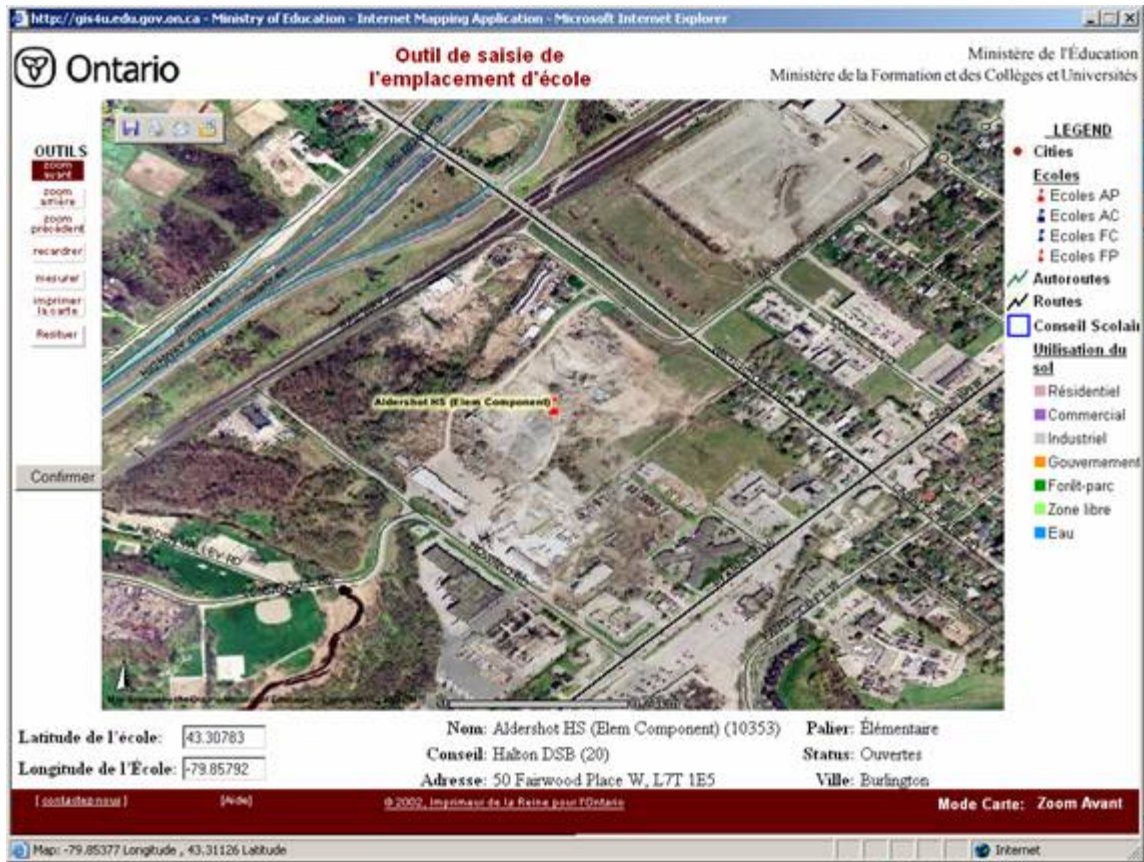 http://gis4u.edu.gov.on.ca - Ministry of Education - Internet Mapping Application - Microsoft Internet Explorer
Ontario
Outil de saisie de
l'emplacement d'école
Ministère de l'Éducation
Ministère de la Formation et des Collèges et Universités
OUTILS
zoom
avant
zoom
arrière
zoom
précédent
recardrer
mesurer
imprimer
la carte
Resituer
Confirmer
Aldershot HS (Elem Component)
LEGEND
Cities
Ecoles
Ecoles AP
Ecoles AC
Ecoles FC
Ecoles FP
Autoroutes
Routes
Conseil Scolair
Utilisation du
sol
Résidentiel
Commercial
Industriel
Gouvernement
Forêt-parc
Zone libre
Eau
Latitude de l'école: 43.30783
Longitude de l'École: -79.85792
Nom: Aldershot HS (Elem Component) (10353)
Conseil: Halton DSB (20)
Adresse: 50 Fairwood Place W, L7T 1E5
Palier: Élémentaire
Status: Ouvertes
Ville: Burlington
[ contactez-nous ]
[Aide]
© 2002, Imprimeur de la Reine pour l'Ontario
Mode Carte: Zoom Avant
Map: -79.85377 Longitude , 43.31126 Latitude
Internet